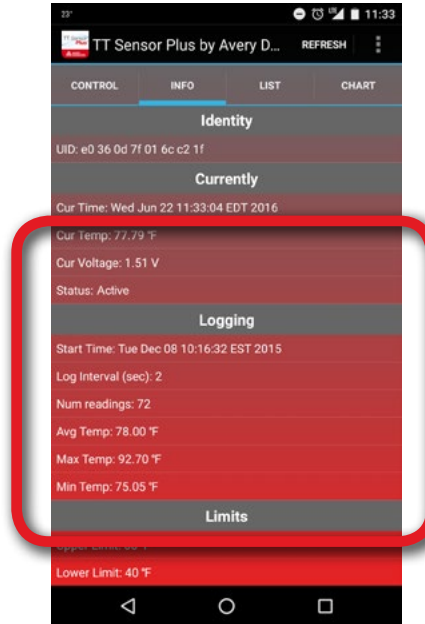 23°
11:33
TT Sensor Plus by Avery D...
REFRESH
CONTROL
INFO
LIST
CHART
Identity
UID: e0 36 0d 7f 01 6c c2 1f
Currently
Cur Time: Wed Jun 22 11:33:04 EDT 2016
Cur Temp: 77.79 °F
Cur Voltage: 1.51 V
Status: Active
Logging
Start Time: Tue Dec 08 10:16:32 EST 2015
Log Interval (sec): 2
Num readings: 72
Avg Temp: 78.00 °F
Max Temp: 92.70 °F
Min Temp: 75.05 °F
Limits
Upper Limit:
Lower Limit: 40 °F